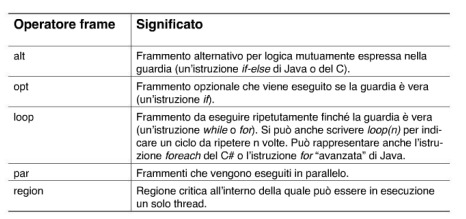 Operatore frame Significato
alt Frammento alternativo per logica mutuamente espressa nella
guardia (un'istruzione if-else di Java o del C).
opt Frammento opzionale che viene eseguito se la guardia è vera
(un'istruzione if).
loop Frammento da eseguire ripetutamente finché la guardia è vera
(un'istruzione while o for). Si può anche scrivere loop(n) per indi-
care un ciclo da ripetere n volte. Può rappresentare anche l'istru-
zione foreach del C# o l'istruzione for “avanzata” di Java.
par Frammenti che vengono eseguiti in parallelo.
region Regione critica all'interno della quale può essere in esecuzione
un solo thread.